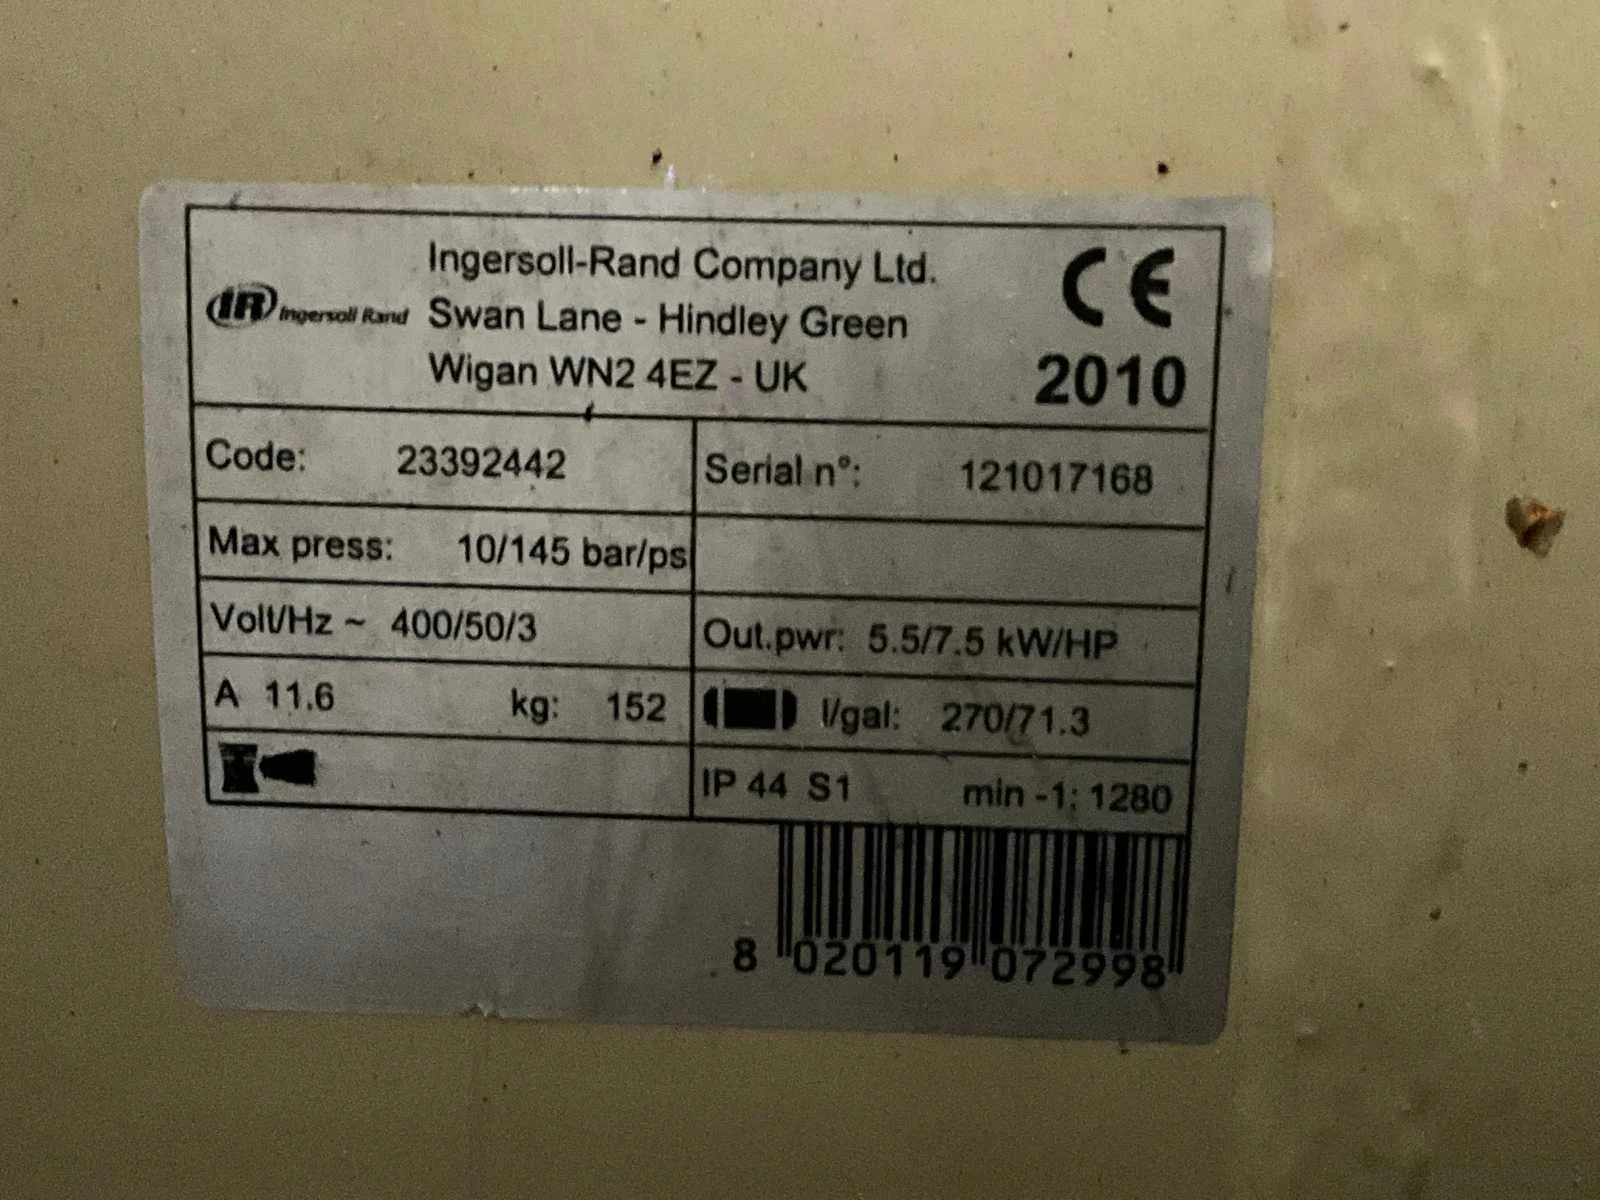 Ingersoll-Rand Company Ltd.
IR Ingersoll Rand Swan Lane - Hindley Green
Wigan WN2 4EZ - UK
CE
2010
Code: 23392442 Serial n°: 121017168
Max press: 10/145 bar/ps
Volt/Hz ~ 400/50/3 Out.pwr: 5.5/7.5 kW/HP
A 11.6 kg: 152 l/gal: 270/71.3
IP 44 S1 min -1: 1280
8 020119 072998